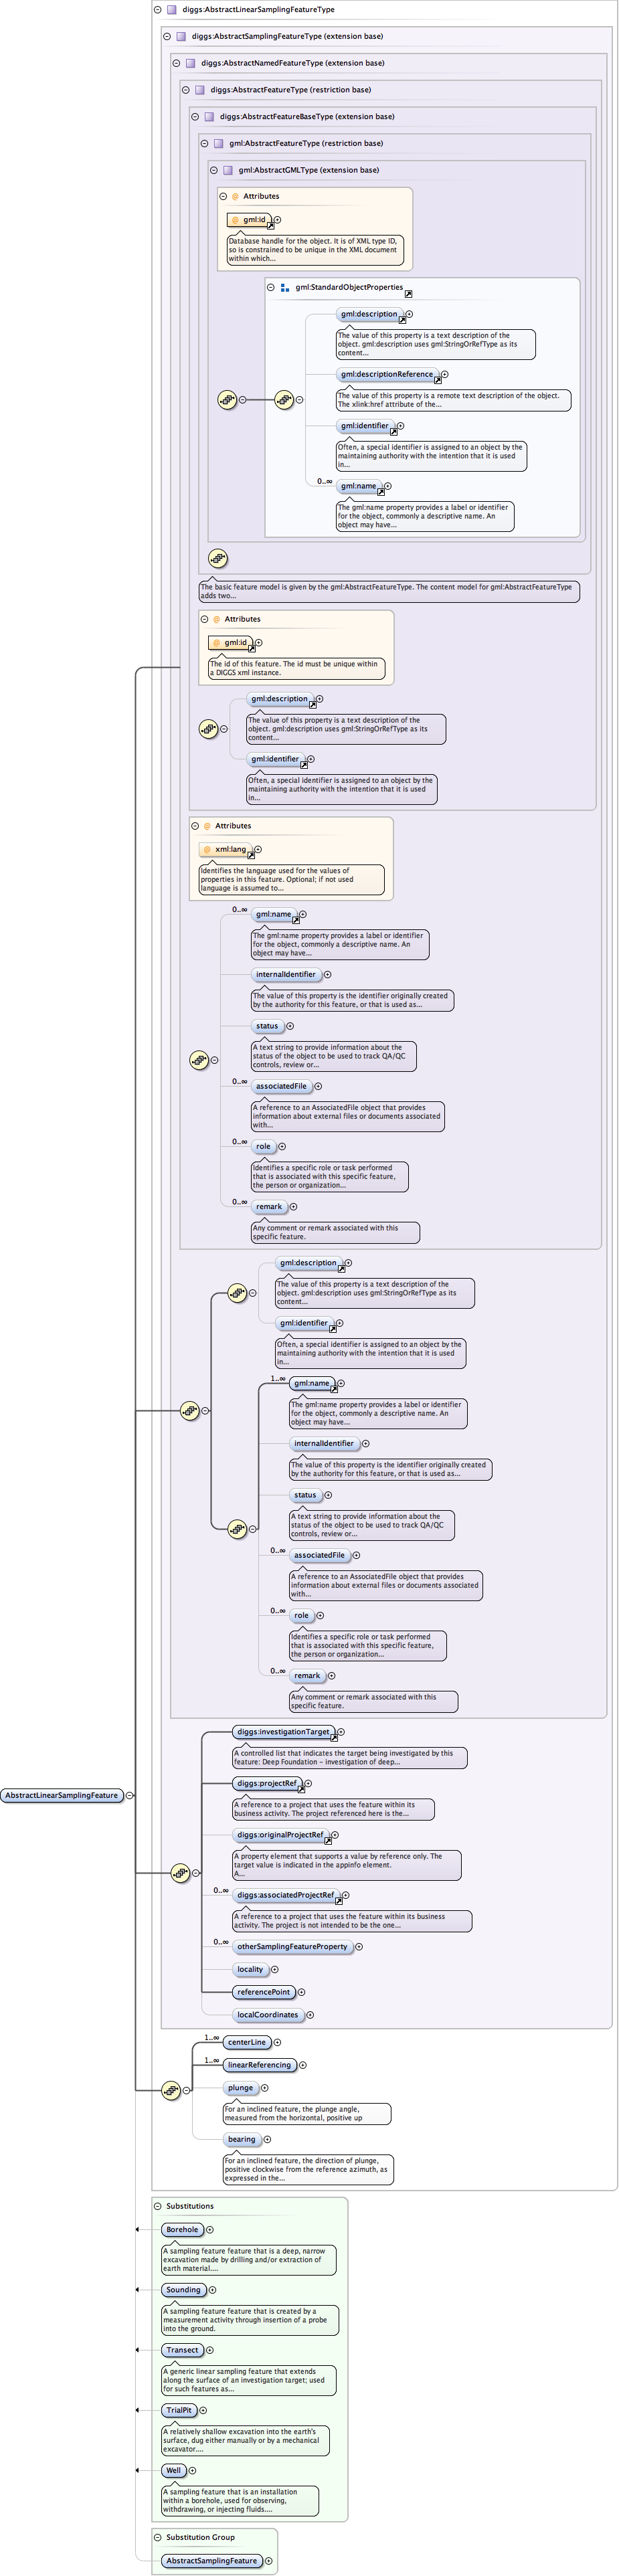 diggs:AbstractLinearSamplingFeatureType
diggs:AbstractSamplingFeatureType (extension base)
diggs:AbstractNamedFeatureType (extension base)
diggs:AbstractFeatureType (restriction base)
diggs:AbstractFeatureBaseType (extension base)
gml:AbstractFeatureType (restriction base)
gml:AbstractGMLType (extension base)
@ Attributes
@ gml:id
Database handle for the object. It is of XML type ID,
so is constrained to be unique in the XML document
within which...
gml:StandardObjectProperties
gml:description
The value of this property is a text description of the
object. gml:description uses gml:StringOrRefType as its
content...
gml:descriptionReference
The value of this property is a remote text description of the object.
The xlink:href attribute of the...
gml:identifier
Often, a special identifier is assigned to an object by the
maintaining authority with the intention that it is used
in...
0..∞
gml:name
The gml:name property provides a label or identifier
for the object, commonly a descriptive name. An
object may have...
The basic feature model is given by the gml:AbstractFeatureType. The content model for gml:AbstractFeatureType
adds two...
@ Attributes
@ gml:id
The id of this feature. The id must be unique within
a DIGGS xml instance.
gml:description
The value of this property is a text description of the
object. gml:description uses gml:StringOrRefType as its
content...
gml:identifier
Often, a special identifier is assigned to an object by the
maintaining authority with the intention that it is used
in...
@ Attributes
@ xml:lang
Identifies the language used for the values of
properties in this feature. Optional; if not used
language is assumed to...
0..∞
gml:name
The gml:name property provides a label or identifier
for the object, commonly a descriptive name. An
object may have...
internalIdentifier
The value of this property is the identifier originally created
by the authority for this feature, or that is used as...
status
A text string to provide information about the
status of the object to be used to track QA/QC
controls, review or...
0..∞
associatedFile
A reference to an AssociatedFile object that provides
information about external files or documents associated
with...
0..∞
role
Identifies a specific role or task performed
that is associated with this specific feature,
the person or organization...
0..∞
remark
Any comment or remark associated with this
specific feature.
gml:description
The value of this property is a text description of the
object. gml:description uses gml:StringOrRefType as its
content...
gml:identifier
Often, a special identifier is assigned to an object by the
maintaining authority with the intention that it is used
in...
1..∞
gml:name
The gml:name property provides a label or identifier
for the object, commonly a descriptive name. An
object may have...
internalIdentifier
The value of this property is the identifier originally created
by the authority for this feature, or that is used as...
status
A text string to provide information about the
status of the object to be used to track QA/QC
controls, review or...
0..∞
associatedFile
A reference to an AssociatedFile object that provides
information about external files or documents associated
with...
0..∞
role
Identifies a specific role or task performed
that is associated with this specific feature,
the person or organization...
0..∞
remark
Any comment or remark associated with this
specific feature.
diggs:investigationTarget
A controlled list that indicates the target being investigated by this
feature: Deep Foundation - investigation of deep...
diggs:projectRef
A reference to a project that uses the feature within its
business activity. The project referenced here is the...
AbstractLinearSamplingFeature
diggs:originalProjectRef
A property element that supports a value by reference only. The
target value is indicated in the appinfo element.
A...
0..∞
diggs:associatedProjectRef
A reference to a project that uses the feature within its business
activity. The project is not intended to be the one...
0..∞
otherSamplingFeatureProperty
locality
referencePoint
localCoordinates
1..∞
centerLine
1..∞
linearReferencing
plunge
For an inclined feature, the plunge angle,
measured from the horizontal, positive up
bearing
For an inclined feature, the direction of plunge,
positive clockwise from the reference azimuth, as
expressed in the...
Substitutions
Borehole
A sampling feature feature that is a deep, narrow
excavation made by drilling and/or extraction of
earth material....
Sounding
A sampling feature feature that is created by a
measurement activity through insertion of a probe
into the ground.
Transect
A generic linear sampling feature that extends
along the surface of an investigation target; used
for such features as...
TrialPit
A relatively shallow excavation into the earth's
surface, dug either manually or by a mechanical
excavator....
Well
A sampling feature that is an installation
within a borehole, used for observing,
withdrawing, or injecting fluids....
Substitution Group
AbstractSamplingFeature